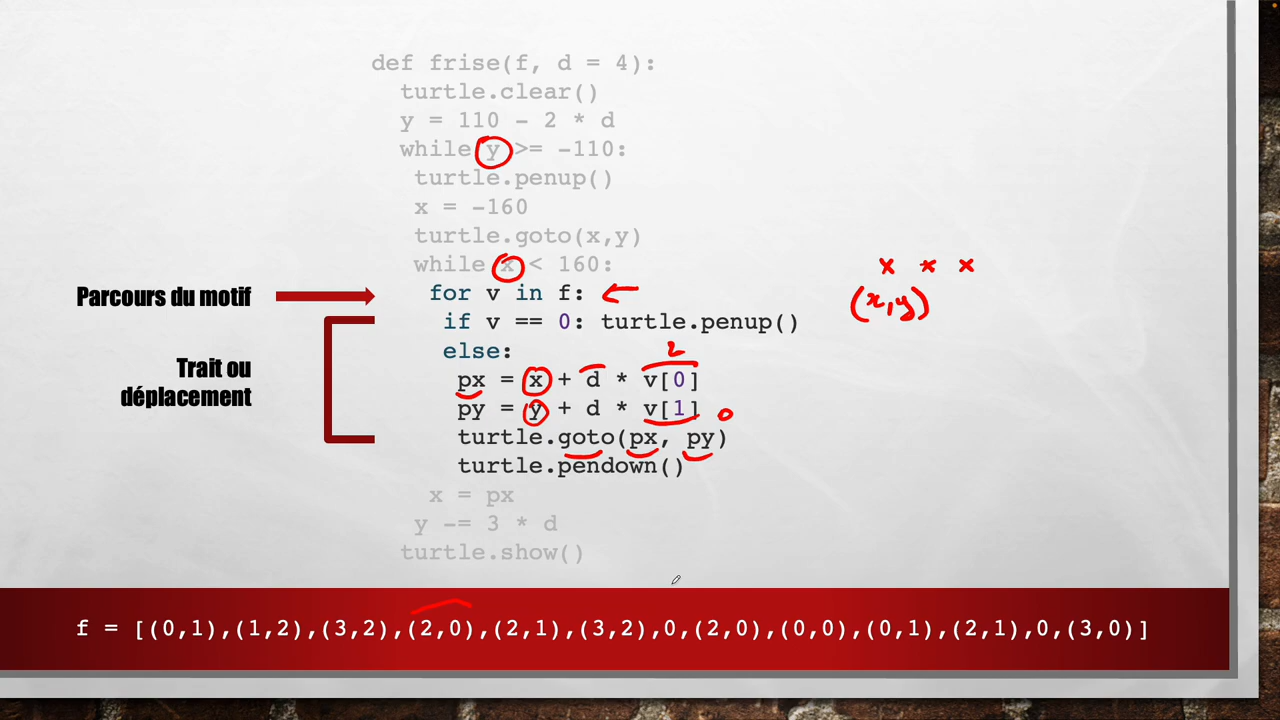 def frise(f, d = 4):
turtle.clear()
y = 110 - 2 * d
while y >= -110:
turtle.penup()
x = -160
turtle.goto(x,y)
while x < 160:
x x x
Parcours du motif
for v in f:
(x,y)
if v == 0: turtle.penup()
Trait ou
déplacement
else:
2
px = x + d * v[0]
py = y + d * v[1]
0
turtle.goto(px, py)
turtle.pendown()
x = px
y -= 3 * d
turtle.show()
f = [(0,1),(1,2),(3,2),(2,0),(2,1),(3,2),0,(2,0),(0,0),(0,1),(2,1),0,(3,0)]